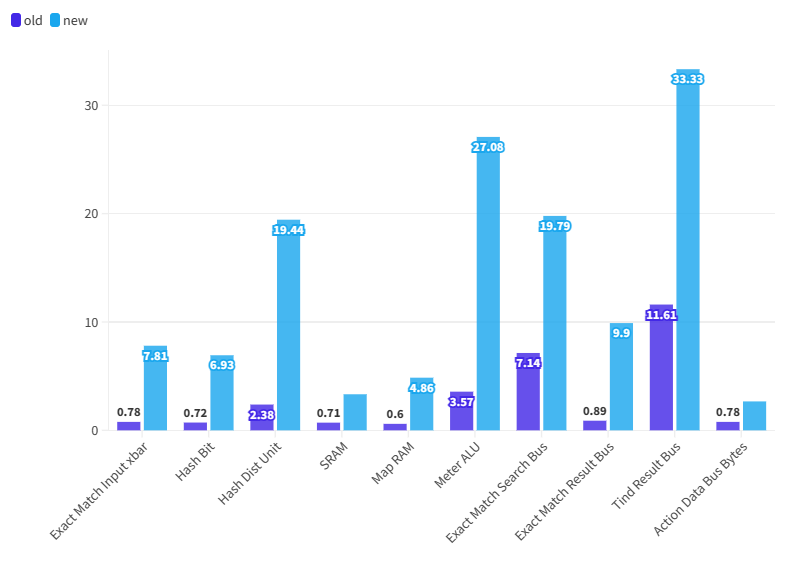 old new
30
20
10
0
7.81
6.93
19.44
4.86
27.08
19.79
9.9
33.33
0.78
0.72
2.38
0.71
0.6
3.57
7.14
0.89
11.61
0.78
Exact Match Input xbar
Hash Bit
Hash Dist Unit
SRAM
Map RAM
Meter ALU
Exact Match Search Bus
Exact Match Result Bus
Tind Result Bus
Action Data Bus Bytes